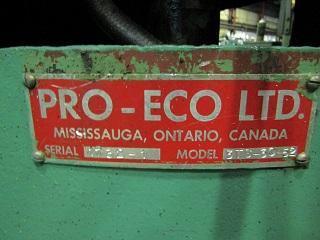 PRO-ECO LTD.
MISSISSAUGA, ONTARIO, CANADA
SERIAL MODEL